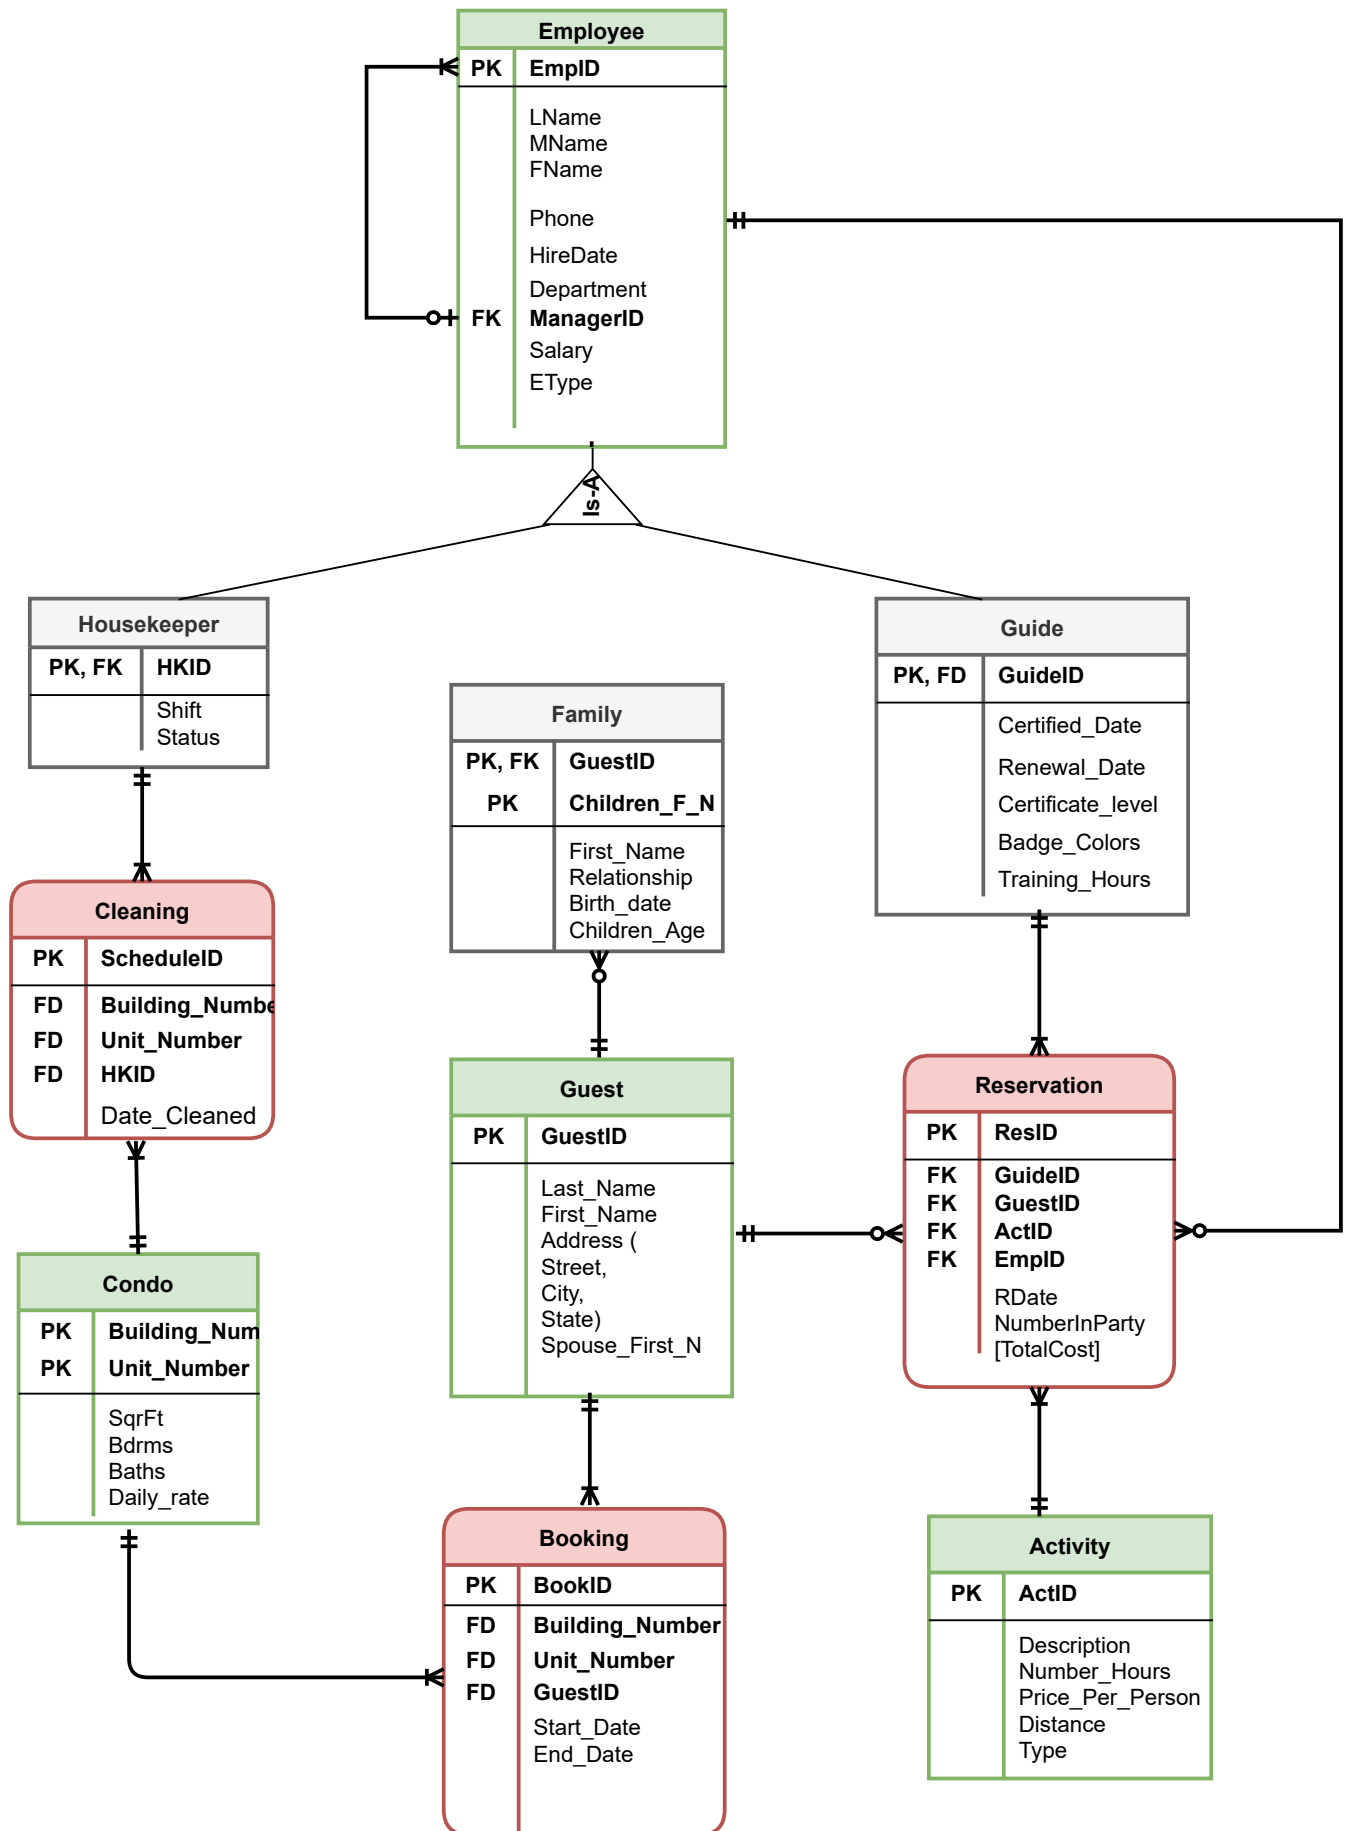 Employee
PK EmpID
LName
MName
FName
Phone
HireDate
Department
FK ManagerID
Salary
EType
Is-A
Housekeeper
PK, FK HKID
Shift
Status
Family
PK, FK GuestID
PK Children_F_N
First_Name
Relationship
Birth_date
Children_Age
Guide
PK, FD GuideID
Certified_Date
Renewal_Date
Certificate_level
Badge_Colors
Training_Hours
Cleaning
PK ScheduleID
FD Building_Numbe
FD Unit_Number
FD HKID
Date_Cleaned
Guest
PK GuestID
Last_Name
First_Name
Address (
Street,
City,
State)
Spouse_First_N
Reservation
PK ResID
FK GuideID
FK GuestID
FK ActID
FK EmpID
RDate
NumberInParty
[TotalCost]
Condo
PK Building_Num
PK Unit_Number
SqrFt
Bdrms
Baths
Daily_rate
Booking
PK BookID
FD Building_Number
FD Unit_Number
FD GuestID
Start_Date
End_Date
Activity
PK ActID
Description
Number_Hours
Price_Per_Person
Distance
Type